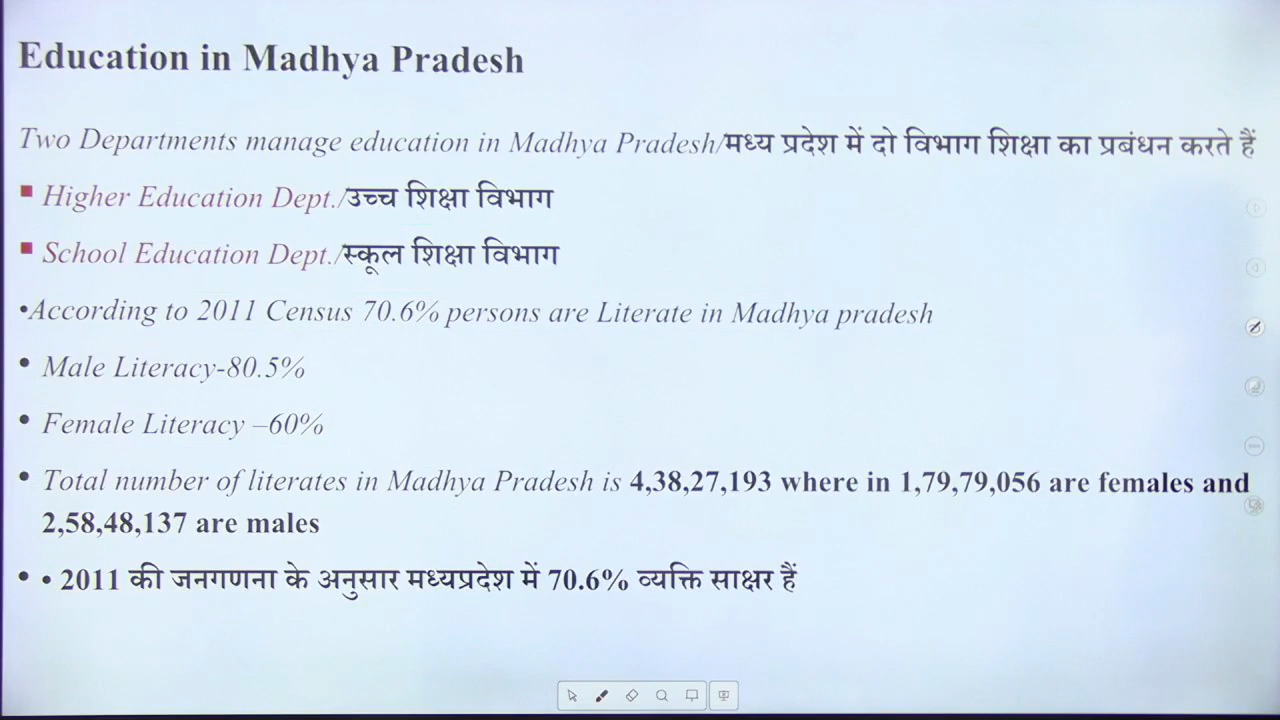 Education in Madhya Pradesh
Two Departments manage education in Madhya Pradesh/मध्य प्रदेश में दो विभाग शिक्षा का प्रबंधन करते हैं
▪ Higher Education Dept./उच्च शिक्षा विभाग
▪ School Education Dept./स्कूल शिक्षा विभाग
•According to 2011 Census 70.6% persons are Literate in Madhya pradesh
• Male Literacy-80.5%
• Female Literacy –60%
• Total number of literates in Madhya Pradesh is 4,38,27,193 where in 1,79,79,056 are females and
2,58,48,137 are males
• • 2011 की जनगणना के अनुसार मध्यप्रदेश में 70.6% व्यक्ति साक्षर हैं